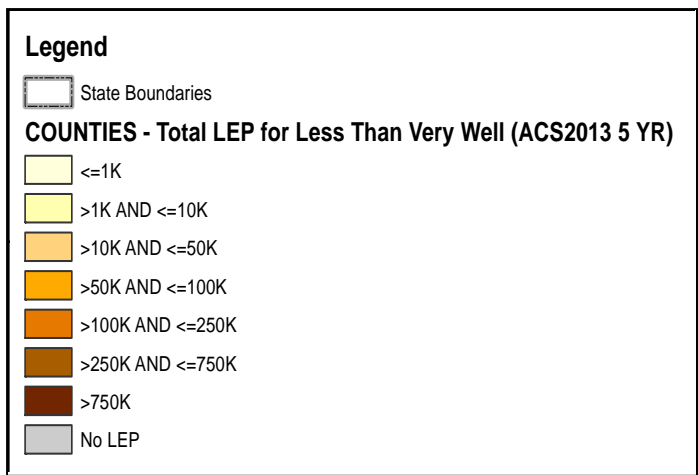 Legend
State Boundaries
COUNTIES - Total LEP for Less Than Very Well (ACS2013 5 YR)
<=1K
>1K AND <=10K
>10K AND <=50K
>50K AND <=100K
>100K AND <=250K
>250K AND <=750K
>750K
No LEP